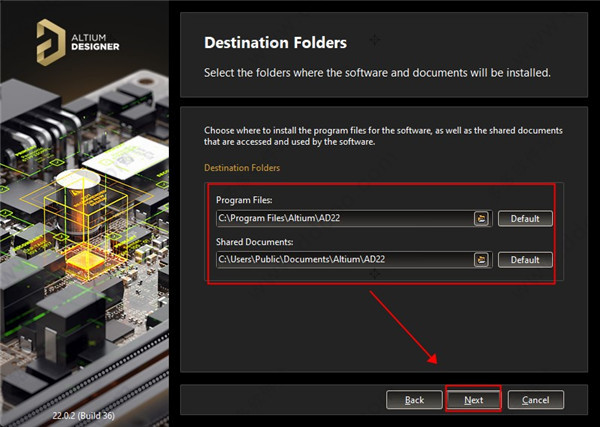 ALTIUM
DESIGNER
Destination Folders
Select the folders where the software and documents will be installed.
Choose where to install the program files for the software, as well as the shared documents
that are accessed and used by the software.
Destination Folders
Program Files:
C:\Program Files\Altium\AD22
Default
Shared Documents:
C:\Users\Public\Documents\Altium\AD22
Default
22.0.2 (Build 36)
Back
Next
Cancel